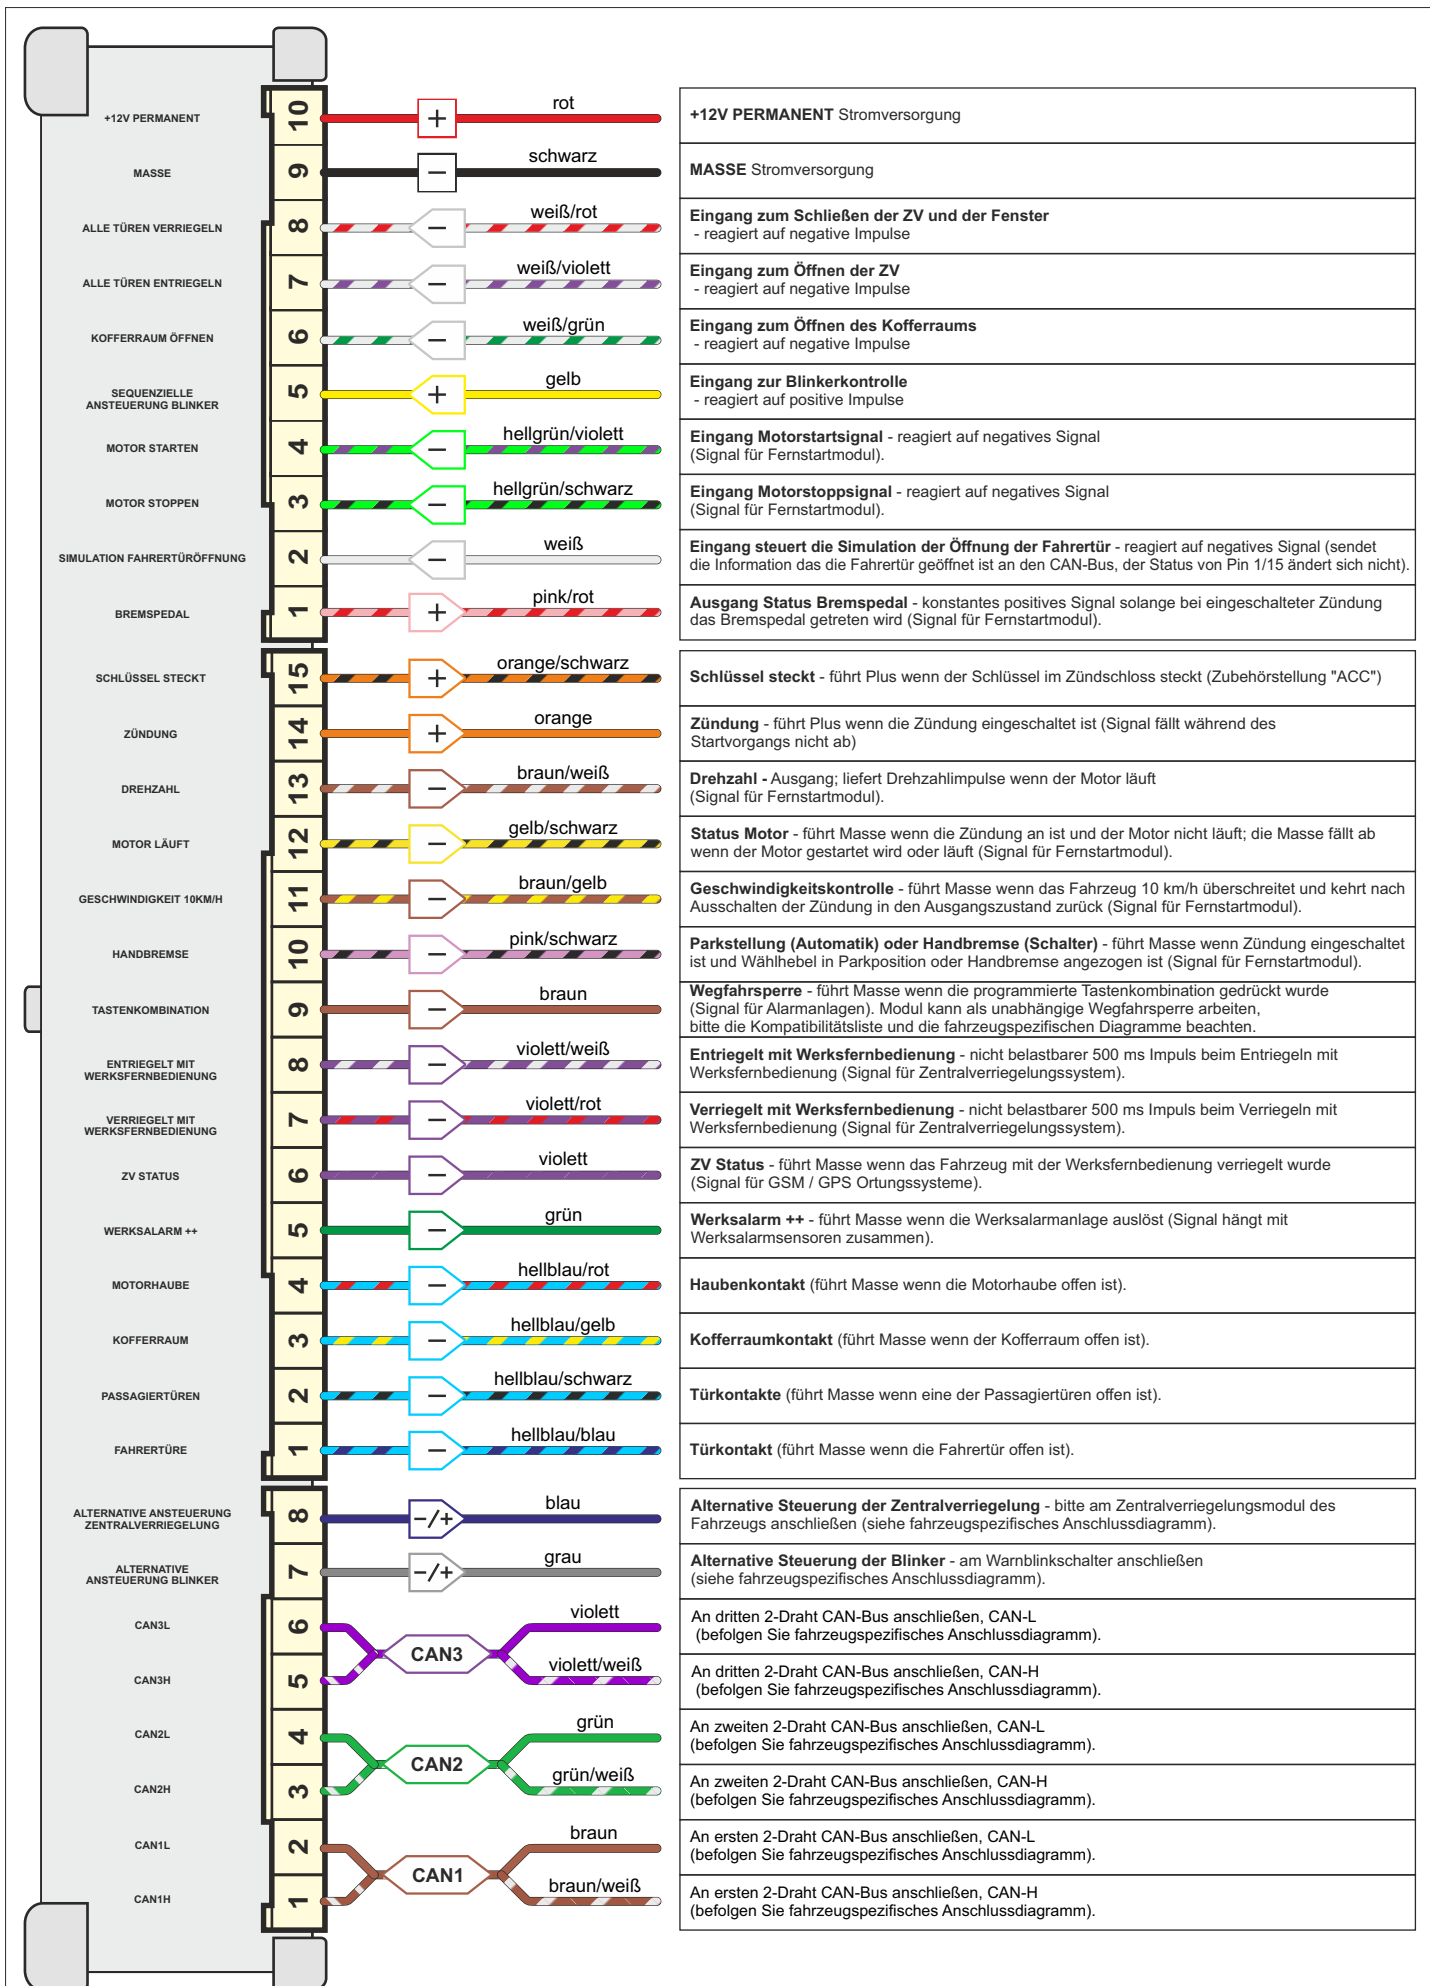 +12V PERMANENT
10
+
rot
+12V PERMANENT Stromversorgung
MASSE
9
−
schwarz
MASSE Stromversorgung
ALLE TÜREN VERRIEGELN
8
−
weiß/rot
Eingang zum Schließen der ZV und der Fenster
- reagiert auf negative Impulse
ALLE TÜREN ENTRIEGELN
7
−
weiß/violett
Eingang zum Öffnen der ZV
- reagiert auf negative Impulse
KOFFERRAUM ÖFFNEN
6
−
weiß/grün
Eingang zum Öffnen des Kofferraums
- reagiert auf negative Impulse
SEQUENZIELLE
ANSTEUERUNG BLINKER
5
+
gelb
Eingang zur Blinkerkontrolle
- reagiert auf positive Impulse
MOTOR STARTEN
4
−
hellgrün/violett
Eingang Motorstartsignal - reagiert auf negatives Signal
(Signal für Fernstartmodul).
MOTOR STOPPEN
3
−
hellgrün/schwarz
Eingang Motorstoppsignal - reagiert auf negatives Signal
(Signal für Fernstartmodul).
SIMULATION FAHRERTÜRÖFFNUNG
2
−
weiß
Eingang steuert die Simulation der Öffnung der Fahrertür - reagiert auf negatives Signal (sendet
die Information das die Fahrertür geöffnet ist an den CAN-Bus, der Status von Pin 1/15 ändert sich nicht).
BREMSPEDAL
1
+
pink/rot
Ausgang Status Bremspedal - konstantes positives Signal solange bei eingeschalteter Zündung
das Bremspedal getreten wird (Signal für Fernstartmodul).
SCHLÜSSEL STECKT
15
+
orange/schwarz
Schlüssel steckt - führt Plus wenn der Schlüssel im Zündschloss steckt (Zubehörstellung "ACC")
ZÜNDUNG
14
+
orange
Zündung - führt Plus wenn die Zündung eingeschaltet ist (Signal fällt während des
Startvorgangs nicht ab)
DREHZAHL
13
−
braun/weiß
Drehzahl - Ausgang; liefert Drehzahlimpulse wenn der Motor läuft
(Signal für Fernstartmodul).
MOTOR LÄUFT
12
−
gelb/schwarz
Status Motor - führt Masse wenn die Zündung an ist und der Motor nicht läuft; die Masse fällt ab
wenn der Motor gestartet wird oder läuft (Signal für Fernstartmodul).
GESCHWINDIGKEIT 10KM/H
11
−
braun/gelb
Geschwindigkeitskontrolle - führt Masse wenn das Fahrzeug 10 km/h überschreitet und kehrt nach
Ausschalten der Zündung in den Ausgangszustand zurück (Signal für Fernstartmodul).
HANDBREMSE
10
−
pink/schwarz
Parkstellung (Automatik) oder Handbremse (Schalter) - führt Masse wenn Zündung eingeschaltet
ist und Wählhebel in Parkposition oder Handbremse angezogen ist (Signal für Fernstartmodul).
TASTENKOMBINATION
9
−
braun
Wegfahrsperre - führt Masse wenn die programmierte Tastenkombination gedrückt wurde
(Signal für Alarmanlagen). Modul kann als unabhängige Wegfahrsperre arbeiten,
bitte die Kompatibilitätsliste und die fahrzeugspezifischen Diagramme beachten.
ENTRIEGELT MIT
WERKSFERNBEDIENUNG
8
−
violett/weiß
Entriegelt mit Werksfernbedienung - nicht belastbarer 500 ms Impuls beim Entriegeln mit
Werksfernbedienung (Signal für Zentralverriegelungssystem).
VERRIEGELT MIT
WERKSFERNBEDIENUNG
7
−
violett/rot
Verriegelt mit Werksfernbedienung - nicht belastbarer 500 ms Impuls beim Verriegeln mit
Werksfernbedienung (Signal für Zentralverriegelungssystem).
ZV STATUS
6
−
violett
ZV Status - führt Masse wenn das Fahrzeug mit der Werksfernbedienung verriegelt wurde
(Signal für GSM / GPS Ortungssysteme).
WERKSALARM ++
5
−
grün
Werksalarm ++ - führt Masse wenn die Werksalarmanlage auslöst (Signal hängt mit
Werksalarmsensoren zusammen).
MOTORHAUBE
4
−
hellblau/rot
Haubenkontakt (führt Masse wenn die Motorhaube offen ist).
KOFFERRAUM
3
−
hellblau/gelb
Kofferraumkontakt (führt Masse wenn der Kofferraum offen ist).
PASSAGIERTÜREN
2
−
hellblau/schwarz
Türkontakte (führt Masse wenn eine der Passagiertüren offen ist).
FAHRERTÜRE
1
−
hellblau/blau
Türkontakt (führt Masse wenn die Fahrertür offen ist).
ALTERNATIVE ANSTEUERUNG
ZENTRALVERRIEGELUNG
8
−/+
blau
Alternative Steuerung der Zentralverriegelung - bitte am Zentralverriegelungsmodul des
Fahrzeugs anschließen (siehe fahrzeugspezifisches Anschlussdiagramm).
ALTERNATIVE
ANSTEUERUNG BLINKER
7
−/+
grau
Alternative Steuerung der Blinker - am Warnblinkschalter anschließen
(siehe fahrzeugspezifisches Anschlussdiagramm).
CAN3L
6
violett
An dritten 2-Draht CAN-Bus anschließen, CAN-L
(befolgen Sie fahrzeugspezifisches Anschlussdiagramm).
CAN3
CAN3H
5
violett/weiß
An dritten 2-Draht CAN-Bus anschließen, CAN-H
(befolgen Sie fahrzeugspezifisches Anschlussdiagramm).
CAN2L
4
grün
An zweiten 2-Draht CAN-Bus anschließen, CAN-L
(befolgen Sie fahrzeugspezifisches Anschlussdiagramm).
CAN2
CAN2H
3
grün/weiß
An zweiten 2-Draht CAN-Bus anschließen, CAN-H
(befolgen Sie fahrzeugspezifisches Anschlussdiagramm).
CAN1L
2
braun
An ersten 2-Draht CAN-Bus anschließen, CAN-L
(befolgen Sie fahrzeugspezifisches Anschlussdiagramm).
CAN1
CAN1H
1
braun/weiß
An ersten 2-Draht CAN-Bus anschließen, CAN-H
(befolgen Sie fahrzeugspezifisches Anschlussdiagramm).